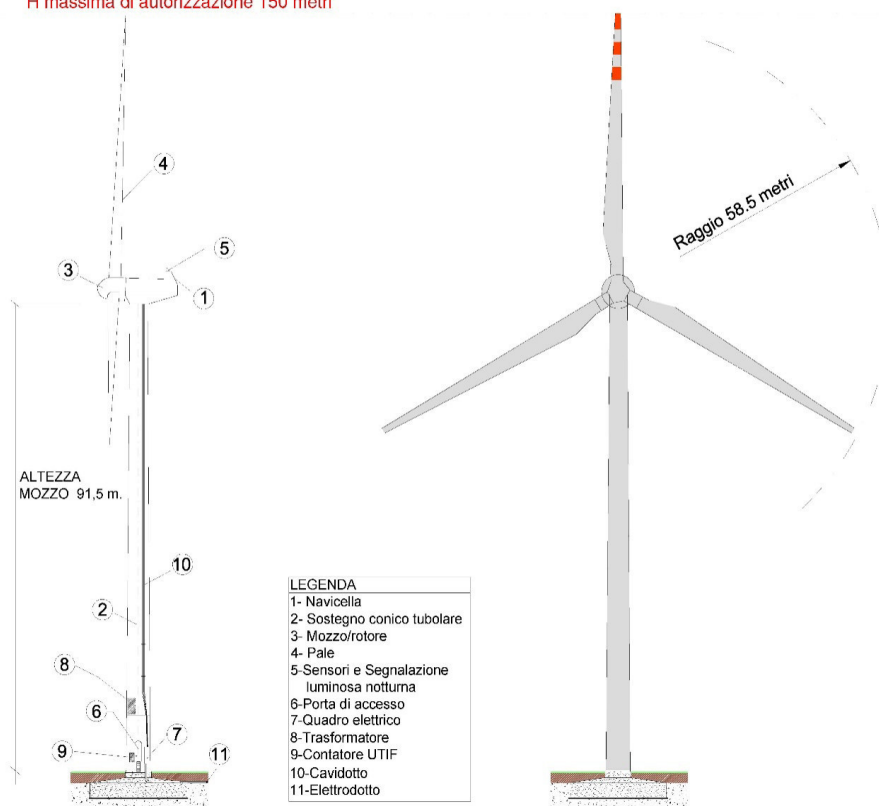 H massima di autorizzazione 150 metri
4
5
3
1
Raggio 58.5 metri
ALTEZZA
MOZZO 91,5 m.
10
2
8
6
7
9
11
LEGENDA
1- Navicella
2- Sostegno conico tubolare
3- Mozzo/rotore
4- Pale
5-Sensori e Segnalazione
luminosa notturna
6-Porta di accesso
7-Quadro elettrico
8-Trasformatore
9-Contatore UTIF
10-Cavidotto
11-Elettrodotto